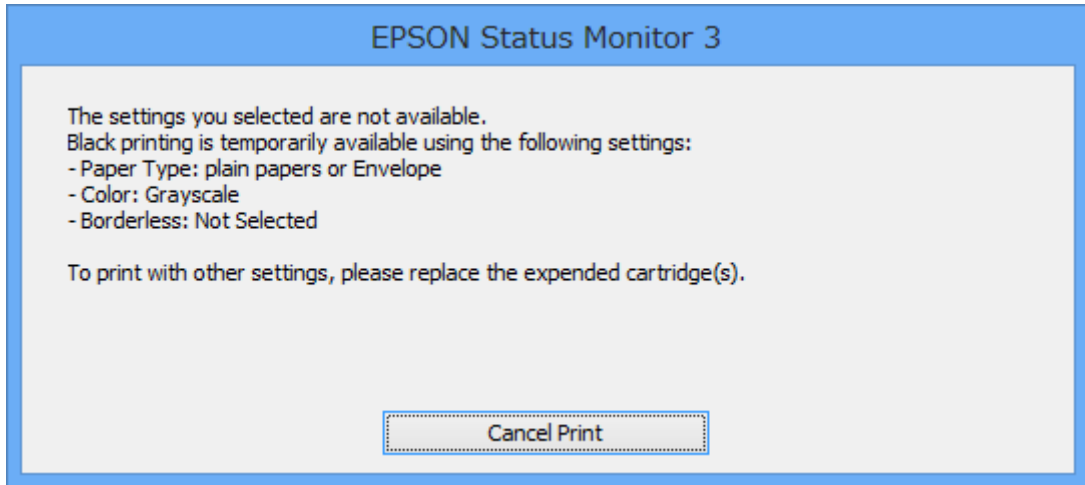 EPSON Status Monitor 3
The settings you selected are not available.
Black printing is temporarily available using the following settings:
- Paper Type: plain papers or Envelope
- Color: Grayscale
- Borderless: Not Selected
To print with other settings, please replace the expended cartridge(s).
Cancel Print